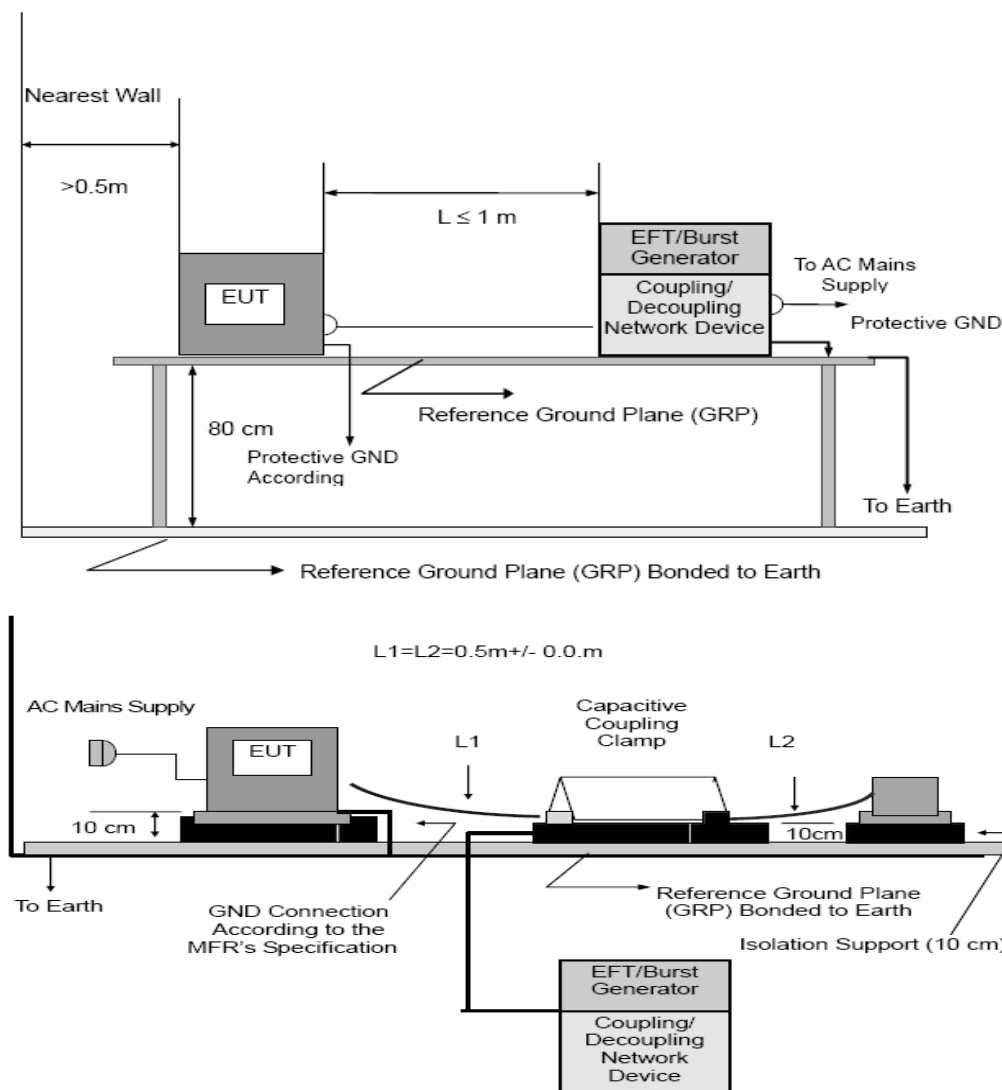 Nearest Wall
>0.5m
L ≤ 1 m
EUT
EFT/Burst
Generator
Coupling/
Decoupling
Network Device
To AC Mains
Supply
Protective GND
Reference Ground Plane (GRP)
80 cm
Protective GND
According
To Earth
Reference Ground Plane (GRP) Bonded to Earth
L1=L2=0.5m+/- 0.0.m
AC Mains Supply
EUT
L1
Capacitive
Coupling
Clamp
L2
10 cm
10cm
To Earth
GND Connection
According to the
MFR's Specification
Reference Ground Plane
(GRP) Bonded to Earth
Isolation Support (10 cm)
EFT/Burst
Generator
Coupling/
Decoupling
Network
Device